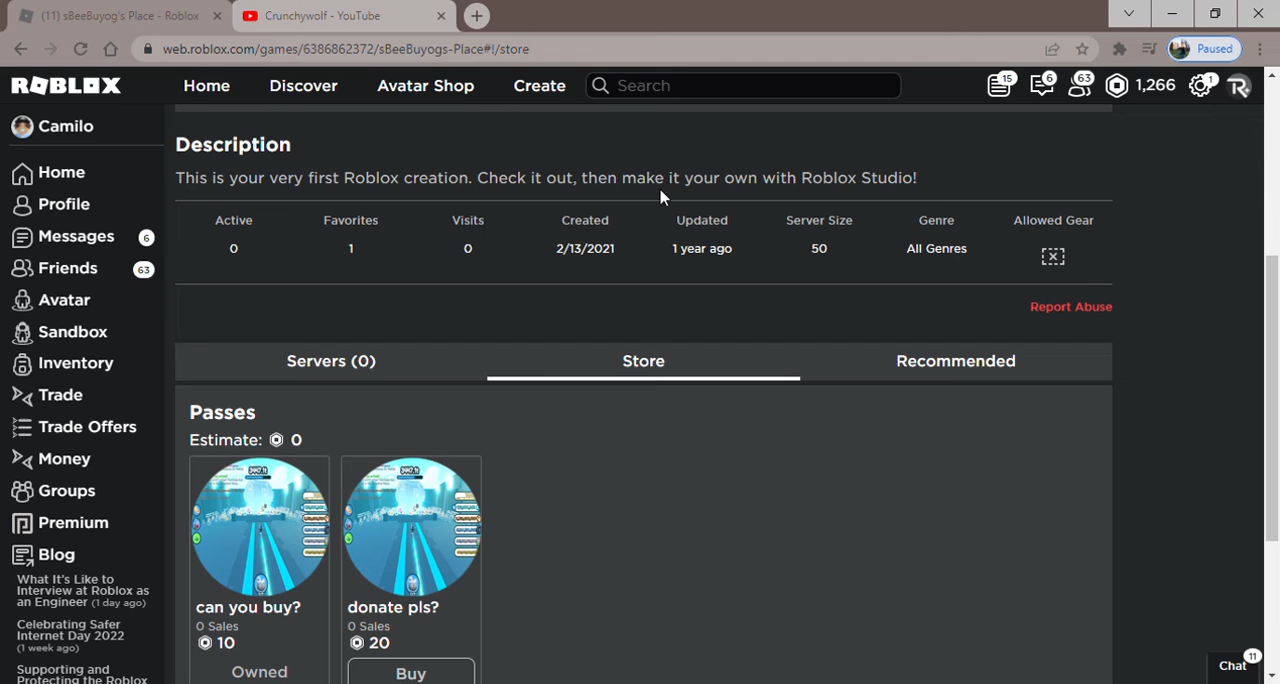 (11) sBeeBuyog's Place - Roblox
Crunchywolf - YouTube
web.roblox.com/games/6386862372/sBeeBuyogs-Place#!/store
Paused
ROBLOX
Home
Discover
Avatar Shop
Create
Search
15
6
63
1,266
1
Camilo
Home
Profile
Messages
6
Friends
63
Avatar
Sandbox
Inventory
Trade
Trade Offers
Money
Groups
Premium
Blog
What It's Like to
Interview at Roblox as
an Engineer (1 day ago)
Celebrating Safer
Internet Day 2022
(1 week ago)
Supporting and
Protecting the Roblox
Description
This is your very first Roblox creation. Check it out, then make it your own with Roblox Studio!
Active Favorites Visits Created Updated Server Size Genre Allowed Gear
0 1 0 2/13/2021 1 year ago 50 All Genres
Report Abuse
Servers (0) Store Recommended
Passes
Estimate: 0
can you buy?
0 Sales
10
Owned
donate pls?
0 Sales
20
Buy
Chat
11